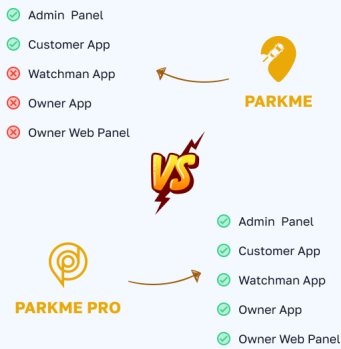 Admin Panel
Customer App
Watchman App
Owner App
Owner Web Panel
PARKME
VS
PARKME PRO
Admin Panel
Customer App
Watchman App
Owner App
Owner Web Panel